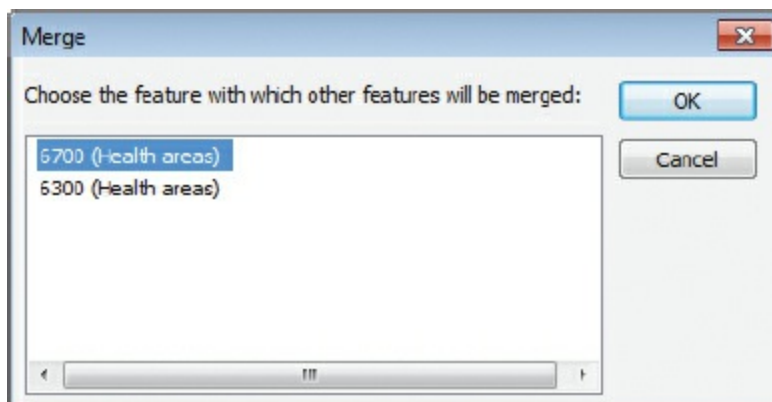 Merge
Choose the feature with which other features will be merged:
OK
6700 (Health areas)
Cancel
6300 (Health areas)